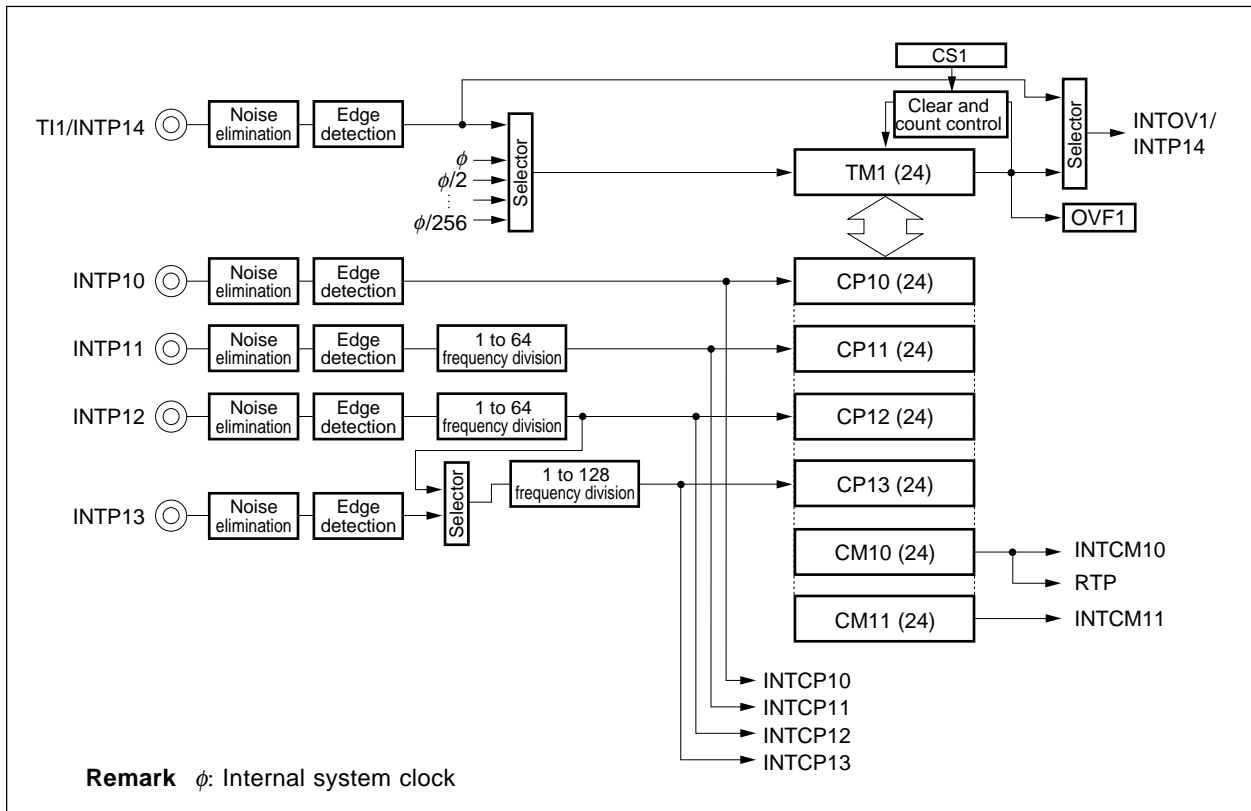 CS1
TI1/INTP14
Noise
elimination
Edge
detection
Clear and
count control
Selector
INTOV1/
INTP14
ϕ
ϕ/2
⋮
ϕ/256
Selector
TM1 (24)
OVF1
INTP10
Noise
elimination
Edge
detection
CP10 (24)
INTP11
Noise
elimination
Edge
detection
1 to 64
frequency division
CP11 (24)
INTP12
Noise
elimination
Edge
detection
1 to 64
frequency division
CP12 (24)
INTP13
Noise
elimination
Edge
detection
Selector
1 to 128
frequency division
CP13 (24)
CM10 (24)
INTCM10
RTP
CM11 (24)
INTCM11
INTCP10
INTCP11
INTCP12
INTCP13
Remark ϕ: Internal system clock